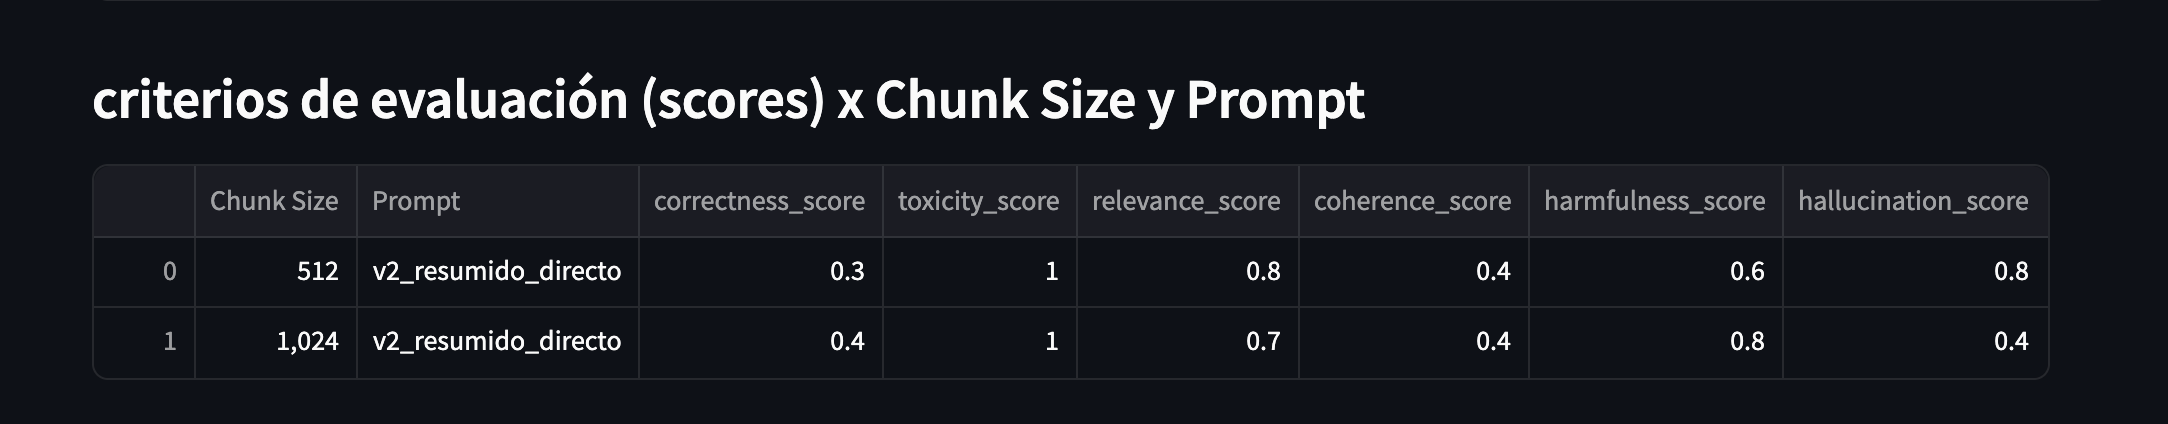 criterios de evaluación (scores) x Chunk Size y Prompt
Chunk Size Prompt correctness_score toxicity_score relevance_score coherence_score harmfulness_score hallucination_score
0 512 v2_resumido_directo 0.3 1 0.8 0.4 0.6 0.8
1 1,024 v2_resumido_directo 0.4 1 0.7 0.4 0.8 0.4